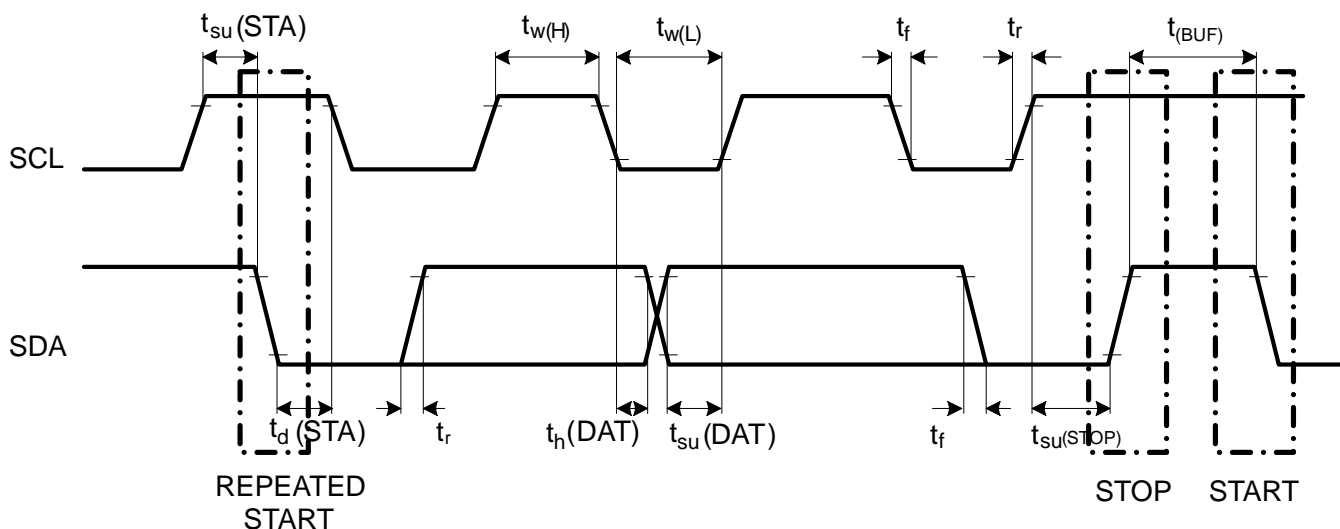 tsu(STA)
tw(H)
tw(L)
tf
tr
t(BUF)
SCL
SDA
td(STA)
tr
th(DAT)
tsu(DAT)
tf
tsu(STOP)
REPEATED
START
STOP
START